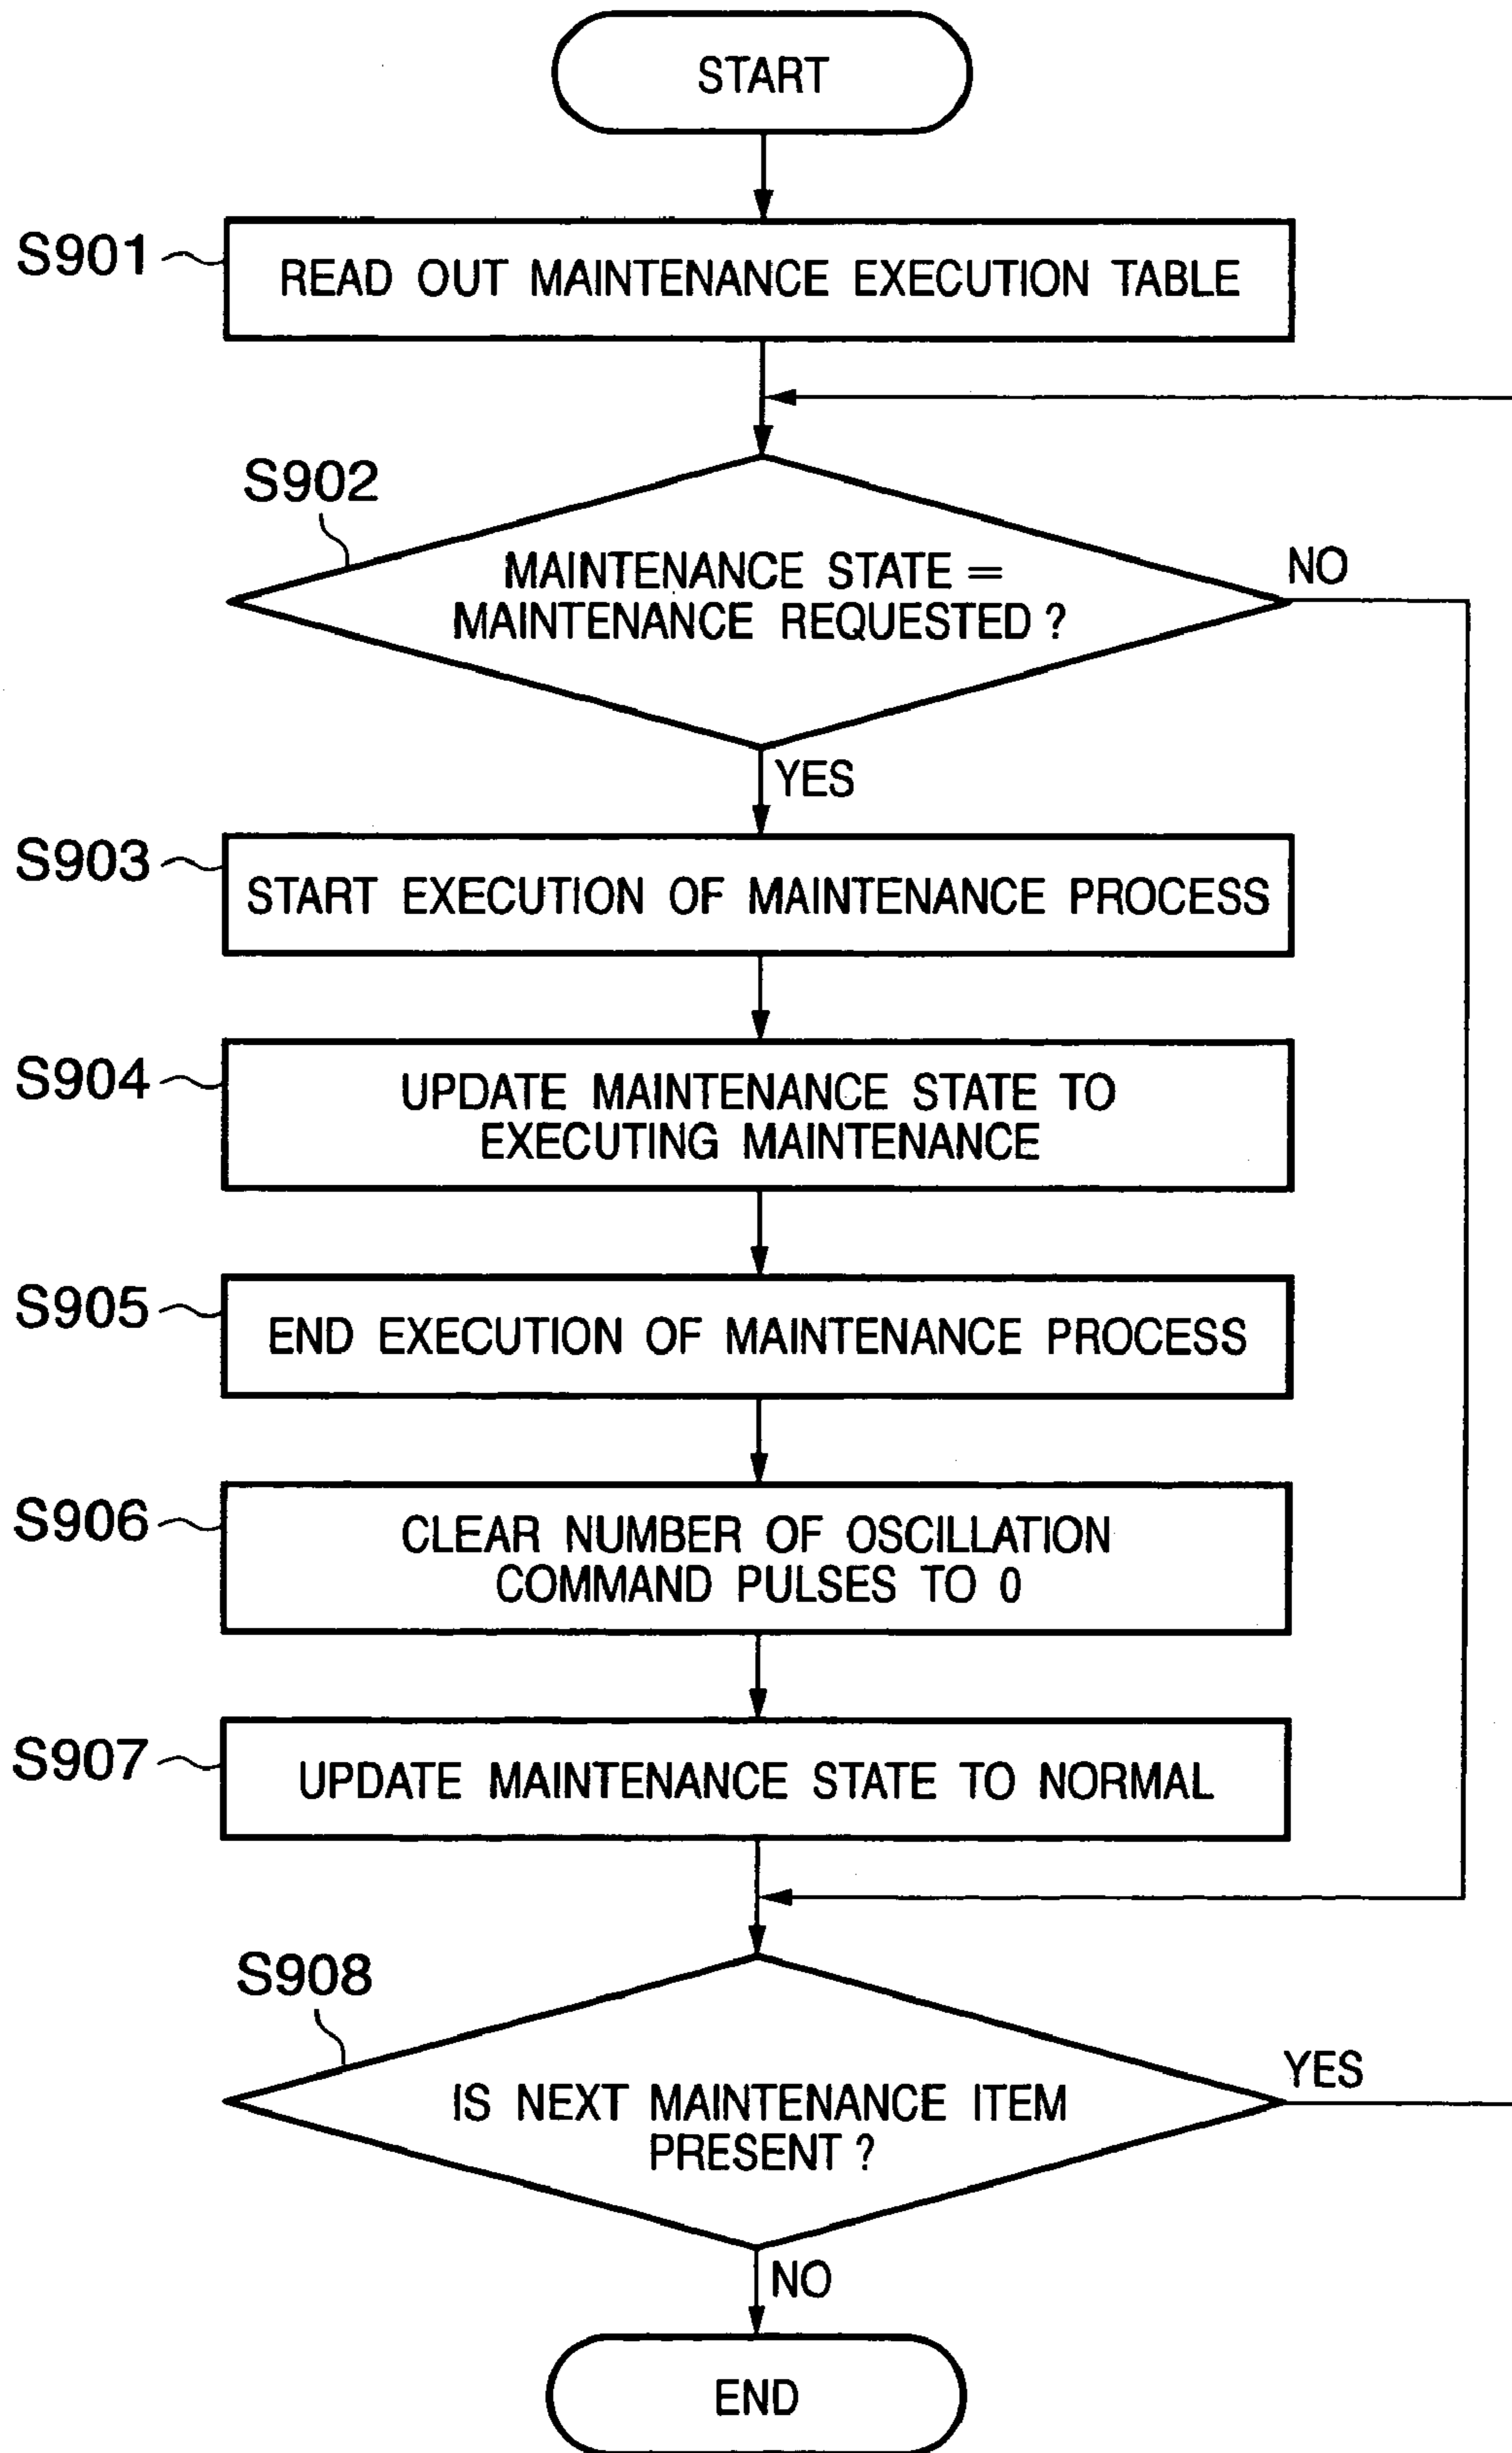 START
S901
READ OUT MAINTENANCE EXECUTION TABLE
S902
MAINTENANCE STATE =
MAINTENANCE REQUESTED ?
NO
YES
S903
START EXECUTION OF MAINTENANCE PROCESS
S904
UPDATE MAINTENANCE STATE TO
EXECUTING MAINTENANCE
S905
END EXECUTION OF MAINTENANCE PROCESS
S906
CLEAR NUMBER OF OSCILLATION
COMMAND PULSES TO 0
S907
UPDATE MAINTENANCE STATE TO NORMAL
S908
IS NEXT MAINTENANCE ITEM
PRESENT ?
YES
NO
END